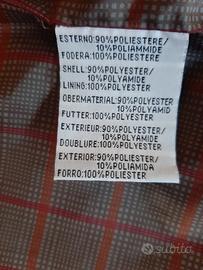 ESTERNO:90%POLIESTERE/
10%POLIAMMIDE
FODERA:100%POLIESTERE
SHELL:90%POLYESTER/
10%POLYAMIDE
LINING:100%POLYESTER
OBERMATERIAL:90%POLYESTER/
10%POLYAMID
FUTTER:100%POLYESTER
EXTERIEUR:90%POLYESTER/
10%POLYAMIDE
DOUBLURE:100%POLYESTER
EXTERIOR:90%POLIESTER/
10%POLIAMIDA
FORRO:100%POLIESTER
subito